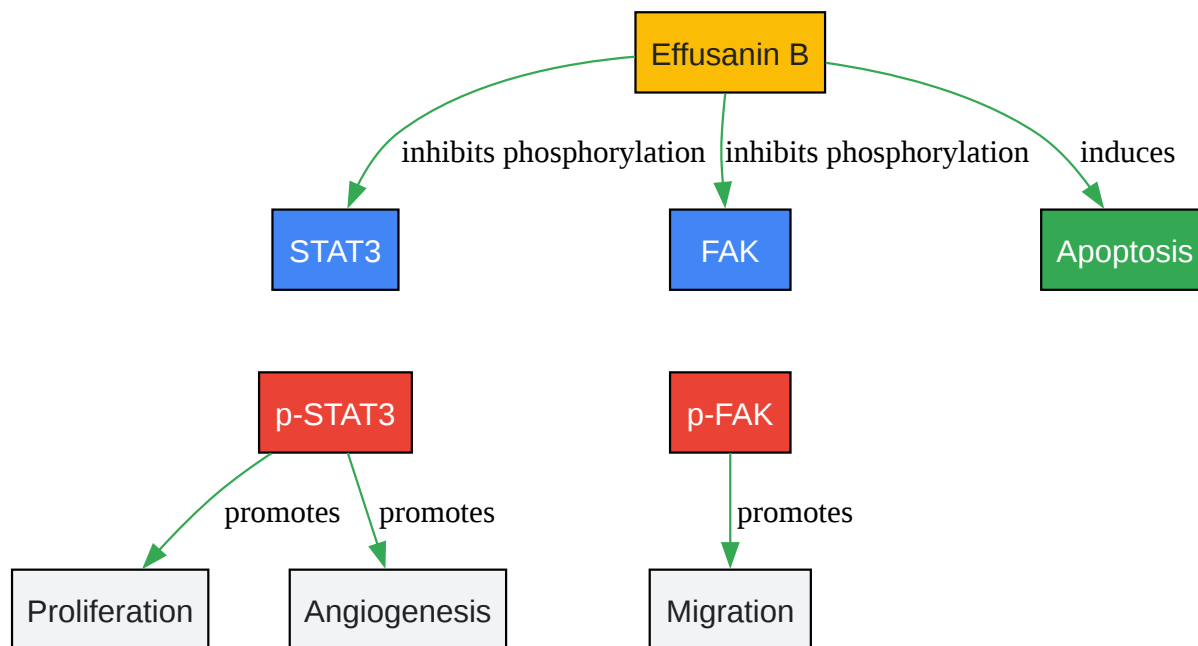 Effusanin B
inhibits phosphorylation
inhibits phosphorylation
induces
STAT3
FAK
Apoptosis
p-STAT3
p-FAK
promotes
promotes
promotes
Proliferation
Angiogenesis
Migration